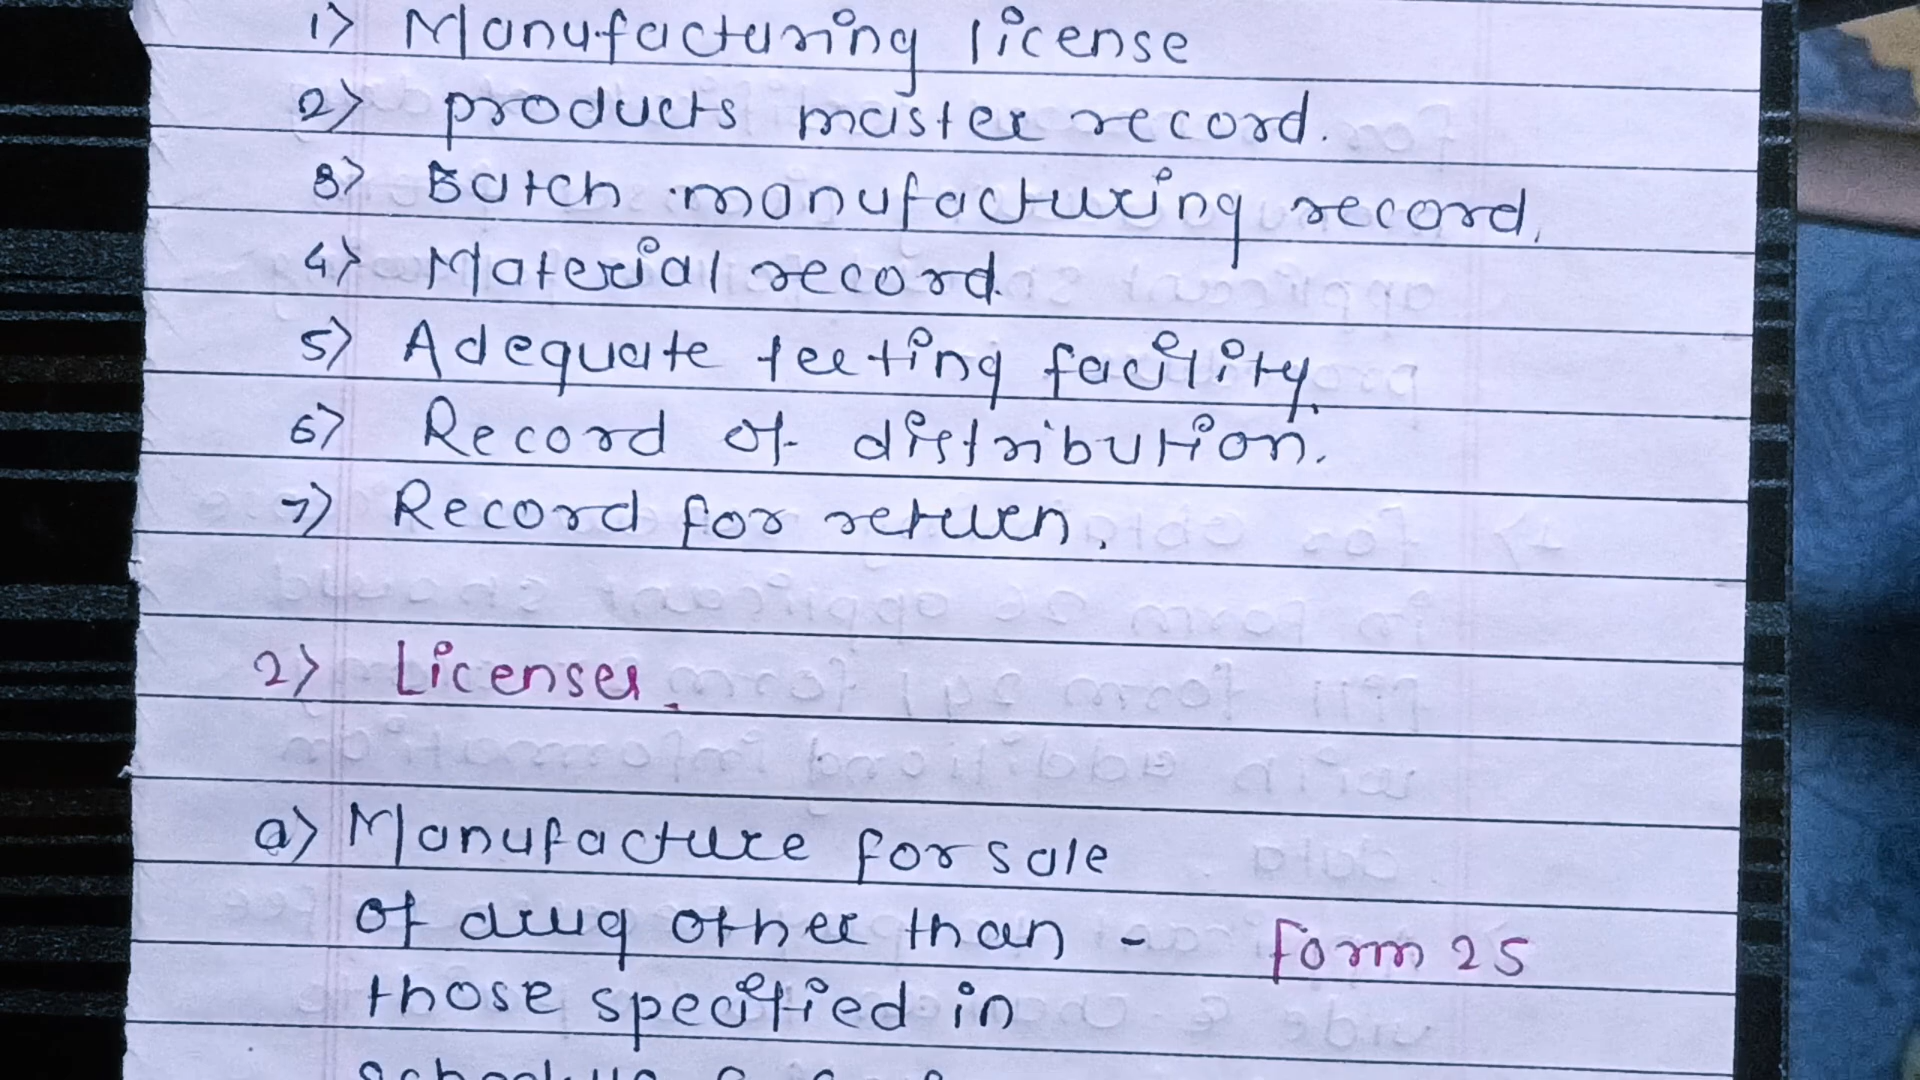 1) Manufacturing license
2) products master record.
3) Batch manufacturing record.
4) Material record.
5) Adequate testing facility.
6) Record of distribution.
7) Record for return.
2) Licenses.
a) Manufacture for sale
of drug other than - form 25
those specified in